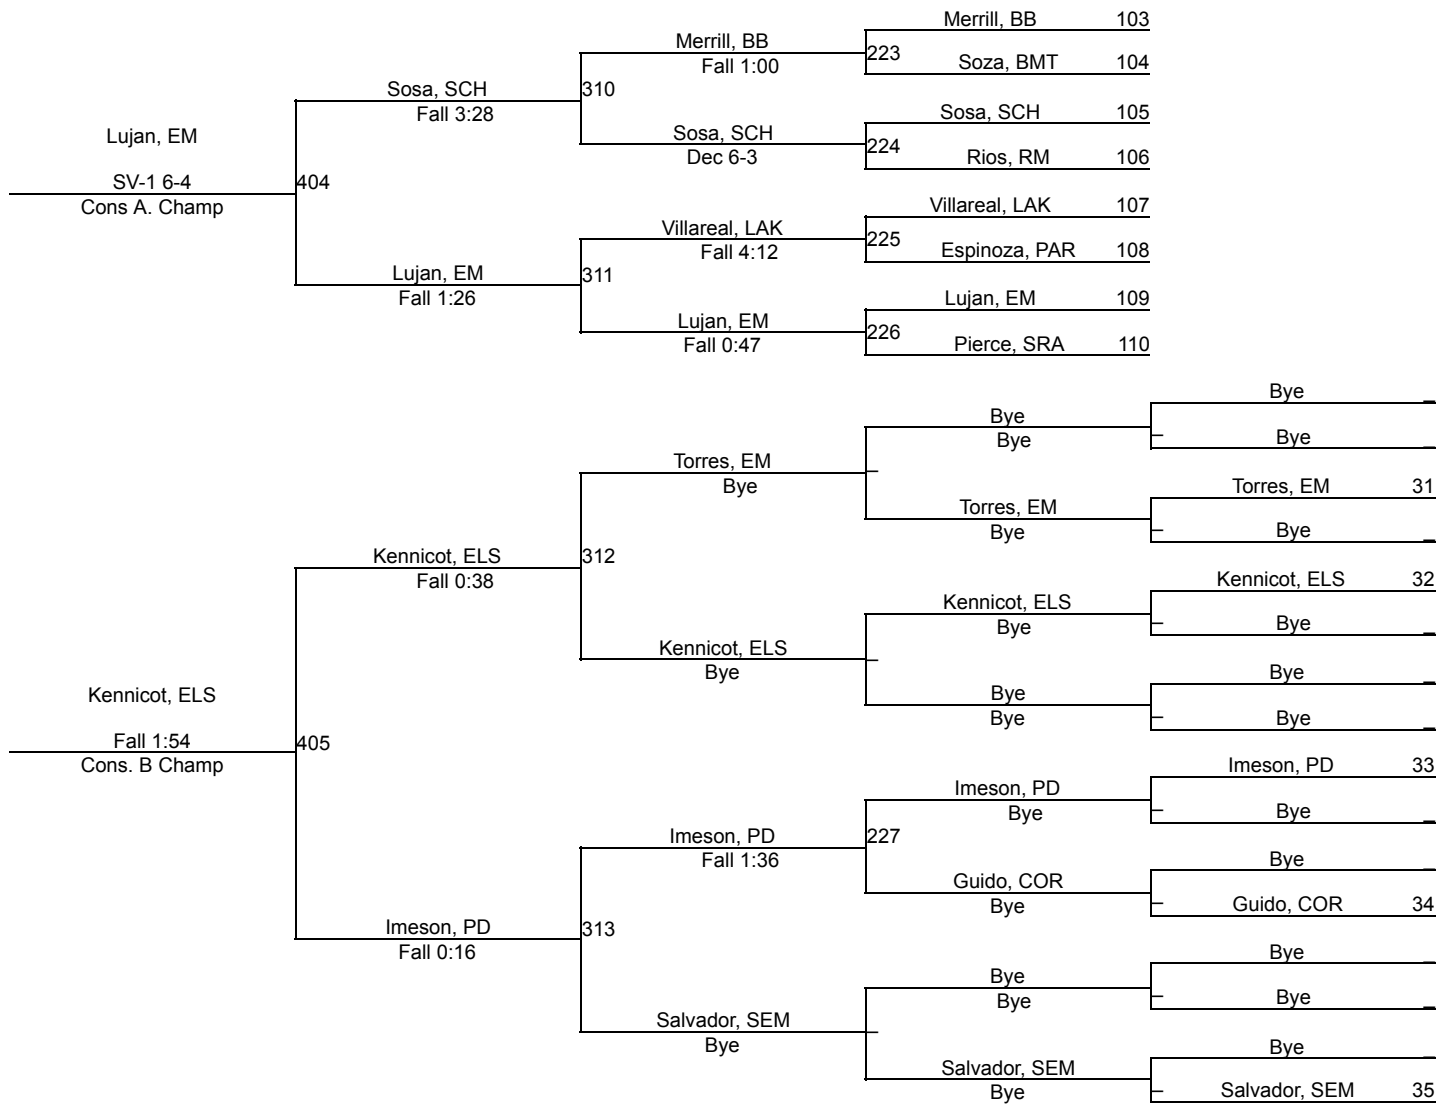 Merrill, BB 103
Merrill, BB
Fall 1:00
223
Soza, BMT 104
Sosa, SCH
Fall 3:28
310
Sosa, SCH 105
Sosa, SCH
Dec 6-3
224
Rios, RM 106
Lujan, EM
SV-1 6-4
Cons A. Champ
404
Villareal, LAK 107
Villareal, LAK
Fall 4:12
225
Espinoza, PAR 108
Lujan, EM
Fall 1:26
311
Lujan, EM 109
Lujan, EM
Fall 0:47
226
Pierce, SRA 110
Bye _
Bye
Bye
_
Bye _
Torres, EM
Bye
_
Torres, EM 31
Torres, EM
Bye
_
Bye _
Kennicot, ELS
Fall 0:38
312
Kennicot, ELS 32
Kennicot, ELS
Bye
_
Bye _
Kennicot, ELS
Bye
_
Bye _
Bye
Bye
_
Bye _
Kennicot, ELS
Fall 1:54
Cons. B Champ
405
Imeson, PD 33
Imeson, PD
Bye
_
Bye _
Imeson, PD
Fall 1:36
227
Bye _
Guido, COR
Bye
_
Guido, COR 34
Imeson, PD
Fall 0:16
313
Bye _
Bye
Bye
_
Bye _
Salvador, SEM
Bye
_
Bye _
Salvador, SEM
Bye
_
Salvador, SEM 35